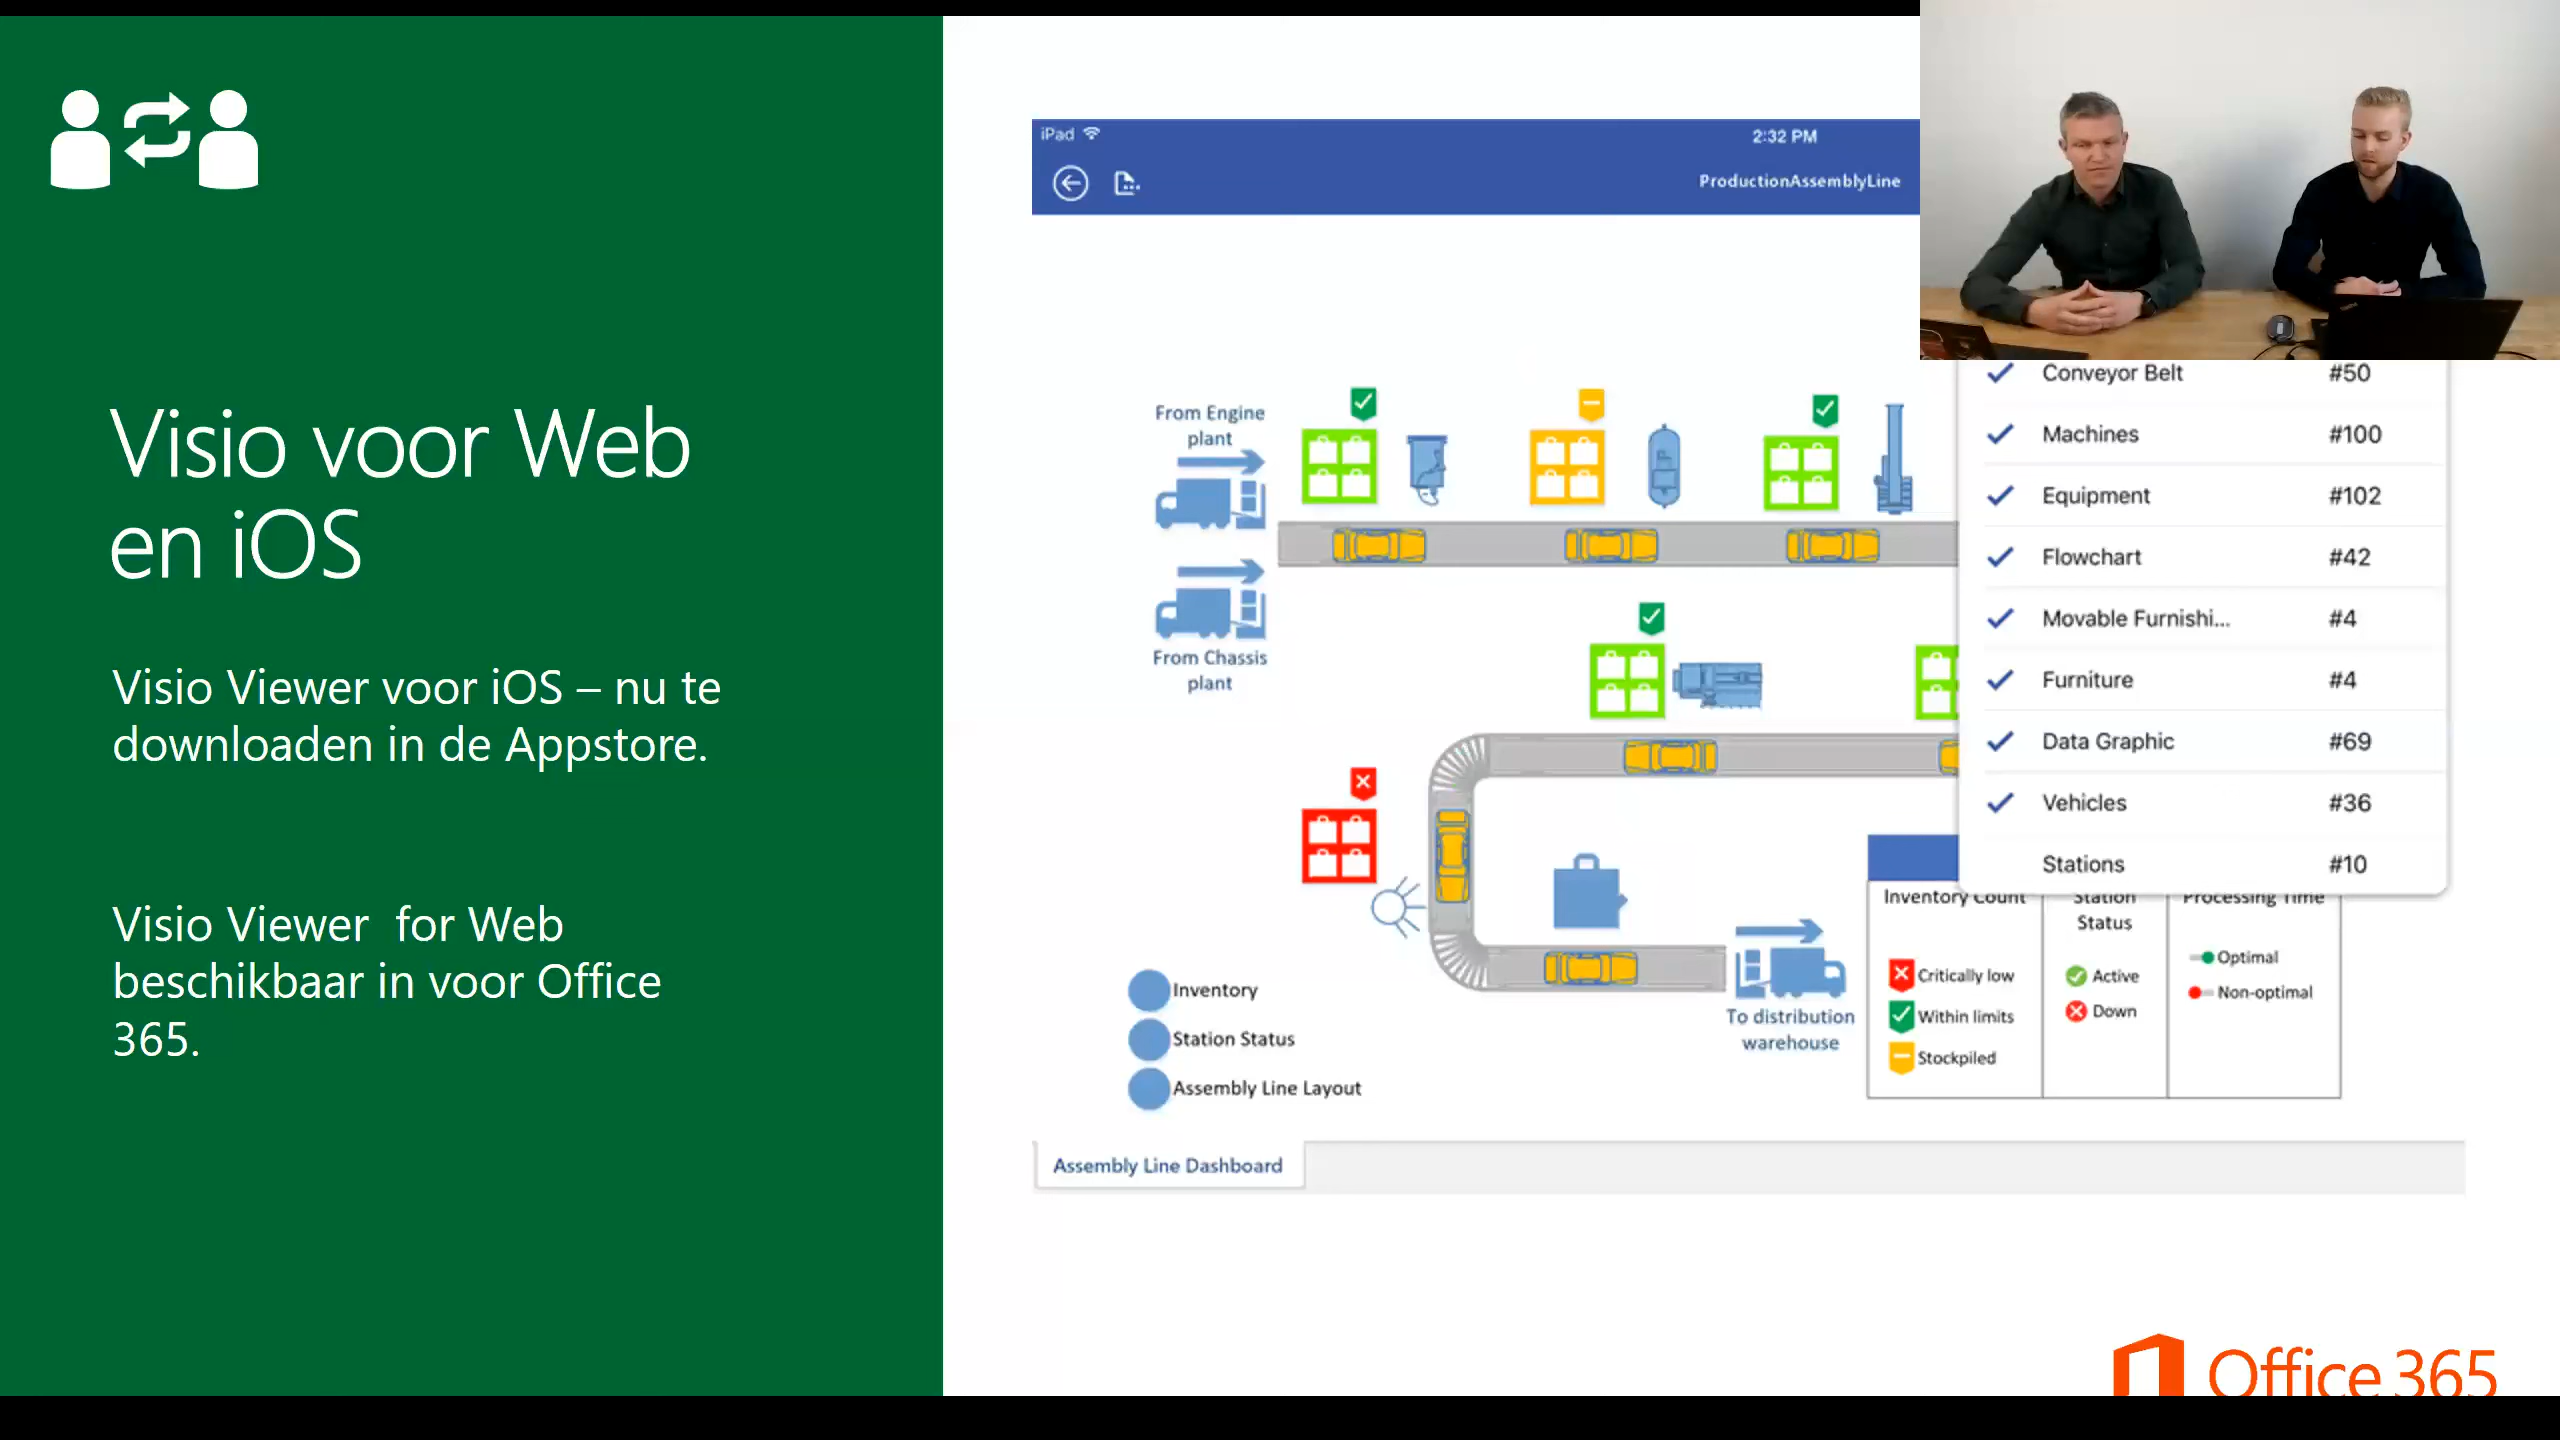 Visio voor Web
en iOS
Visio Viewer voor iOS – nu te
downloaden in de Appstore.
Visio Viewer  for Web
beschikbaar in voor Office
365.
iPad
2:32 PM
ProductionAssemblyLine
From Engine
plant
From Chassis
plant
Conveyor Belt #50
Machines #100
Equipment #102
Flowchart #42
Movable Furnishi... #4
Furniture #4
Data Graphic #69
Vehicles #36
Stations #10
Inventory Count
Station
Status
Processing Time
Critically low
Within limits
Stockpiled
Active
Down
Optimal
Non-optimal
To distribution
warehouse
Inventory
Station Status
Assembly Line Layout
Assembly Line Dashboard
Office 365